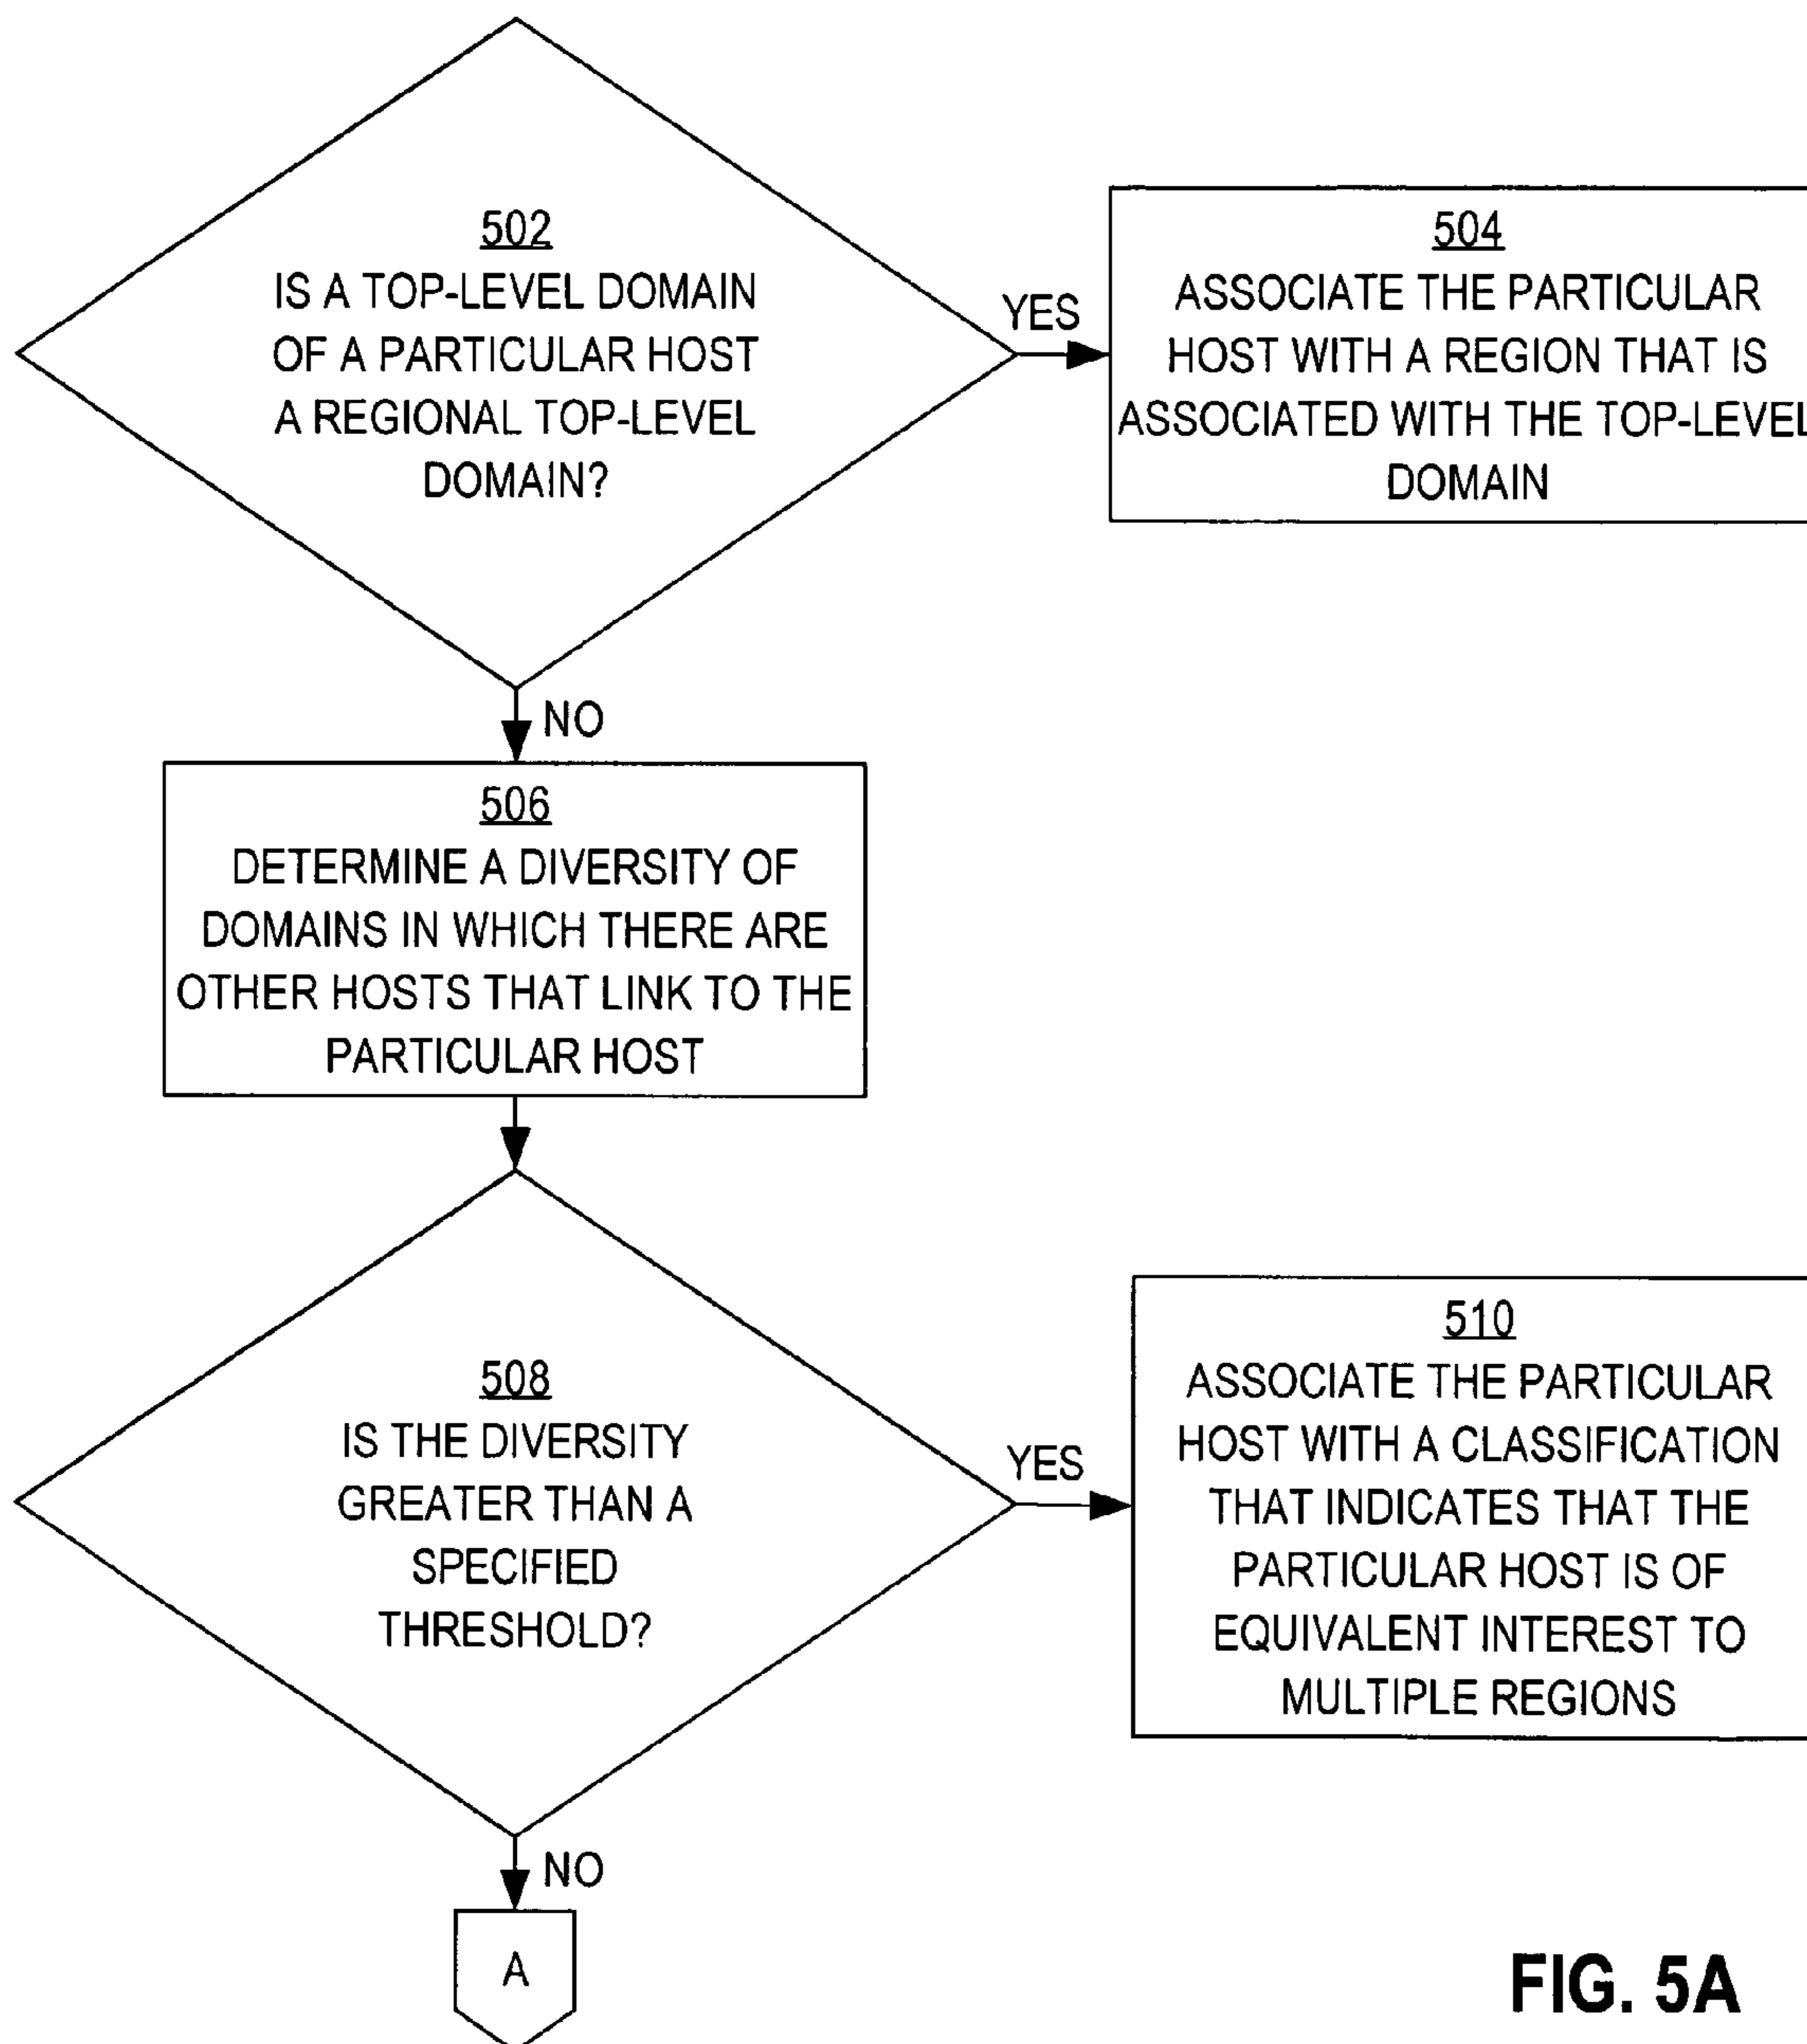 502
IS A TOP-LEVEL DOMAIN
OF A PARTICULAR HOST
A REGIONAL TOP-LEVEL
DOMAIN?
YES
504
ASSOCIATE THE PARTICULAR
HOST WITH A REGION THAT IS
ASSOCIATED WITH THE TOP-LEVEL
DOMAIN
NO
506
DETERMINE A DIVERSITY OF
DOMAINS IN WHICH THERE ARE
OTHER HOSTS THAT LINK TO THE
PARTICULAR HOST
508
IS THE DIVERSITY
GREATER THAN A
SPECIFIED
THRESHOLD?
YES
510
ASSOCIATE THE PARTICULAR
HOST WITH A CLASSIFICATION
THAT INDICATES THAT THE
PARTICULAR HOST IS OF
EQUIVALENT INTEREST TO
MULTIPLE REGIONS
NO
A
FIG. 5A